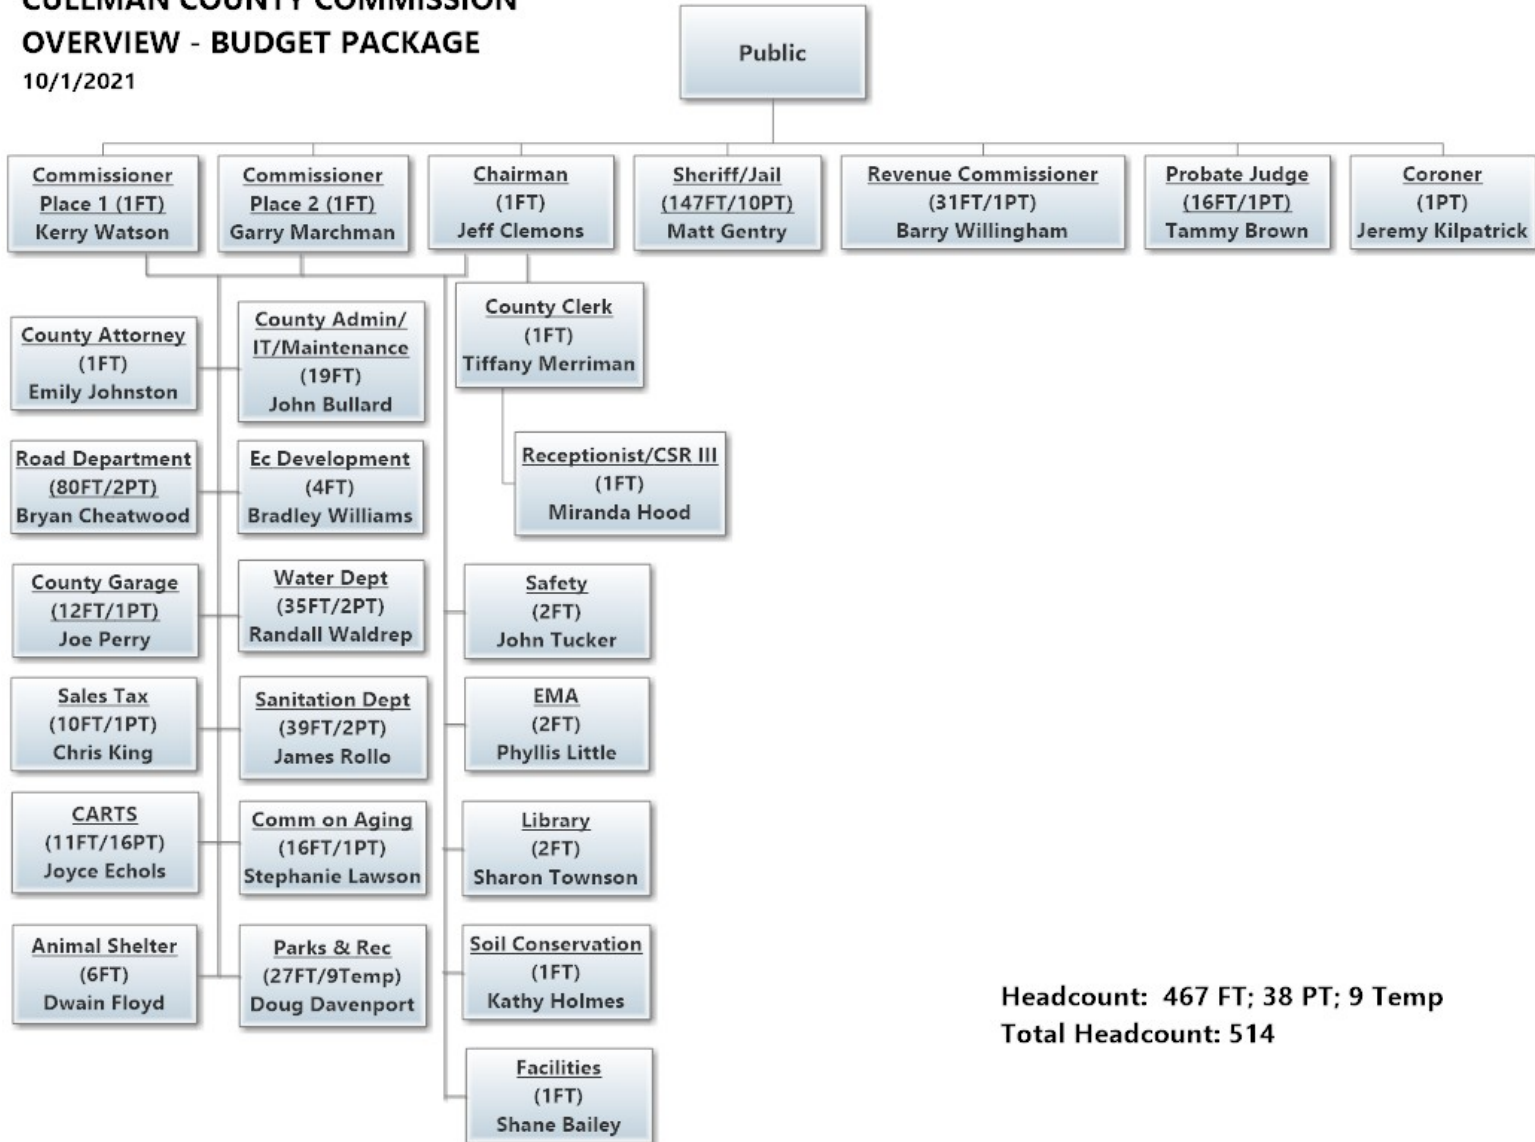 CULLMAN COUNTY COMMISSION
OVERVIEW - BUDGET PACKAGE
10/1/2021
Public
Commissioner
Place 1 (1FT)
Kerry Watson
Commissioner
Place 2 (1FT)
Garry Marchman
Chairman
(1FT)
Jeff Clemons
Sheriff/Jail
(147FT/10PT)
Matt Gentry
Revenue Commissioner
(31FT/1PT)
Barry Willingham
Probate Judge
(16FT/1PT)
Tammy Brown
Coroner
(1PT)
Jeremy Kilpatrick
County Attorney
(1FT)
Emily Johnston
County Admin/
IT/Maintenance
(19FT)
John Bullard
County Clerk
(1FT)
Tiffany Merriman
Road Department
(80FT/2PT)
Bryan Cheatwood
Ec Development
(4FT)
Bradley Williams
Receptionist/CSR III
(1FT)
Miranda Hood
County Garage
(12FT/1PT)
Joe Perry
Water Dept
(35FT/2PT)
Randall Waldrep
Safety
(2FT)
John Tucker
Sales Tax
(10FT/1PT)
Chris King
Sanitation Dept
(39FT/2PT)
James Rollo
EMA
(2FT)
Phyllis Little
CARTS
(11FT/16PT)
Joyce Echols
Comm on Aging
(16FT/1PT)
Stephanie Lawson
Library
(2FT)
Sharon Townson
Animal Shelter
(6FT)
Dwain Floyd
Parks & Rec
(27FT/9Temp)
Doug Davenport
Soil Conservation
(1FT)
Kathy Holmes
Facilities
(1FT)
Shane Bailey
Headcount: 467 FT; 38 PT; 9 Temp
Total Headcount: 514